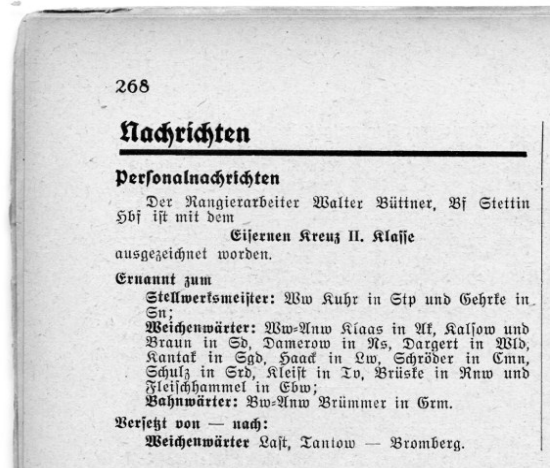 268
Nachrichten
Personalnachrichten
Der Rangierarbeiter Walter Büttner, Bf Stettin
Hbf ist mit dem
Eisernen Kreuz II. Klasse
ausgezeichnet worden.
Ernannt zum
Stellwerksmeister: Ww Kuhr in Stp und Gehrke in
Sn;
Weichenwärter: Ww-Anw Klaas in Ak, Kalsow und
Braun in Sd, Damerow in Ns, Dargert in Wld,
Kantak in Sgd, Haack in Lw, Schröder in Cmn,
Schulz in Srd, Kleist in Tv, Brüske in Rnw und
Fleischhammel in Ebw;
Bahnwärter: Bw-Anw Brümmer in Grm.
Versetzt von — nach:
Weichenwärter Last, Tantow — Bromberg.